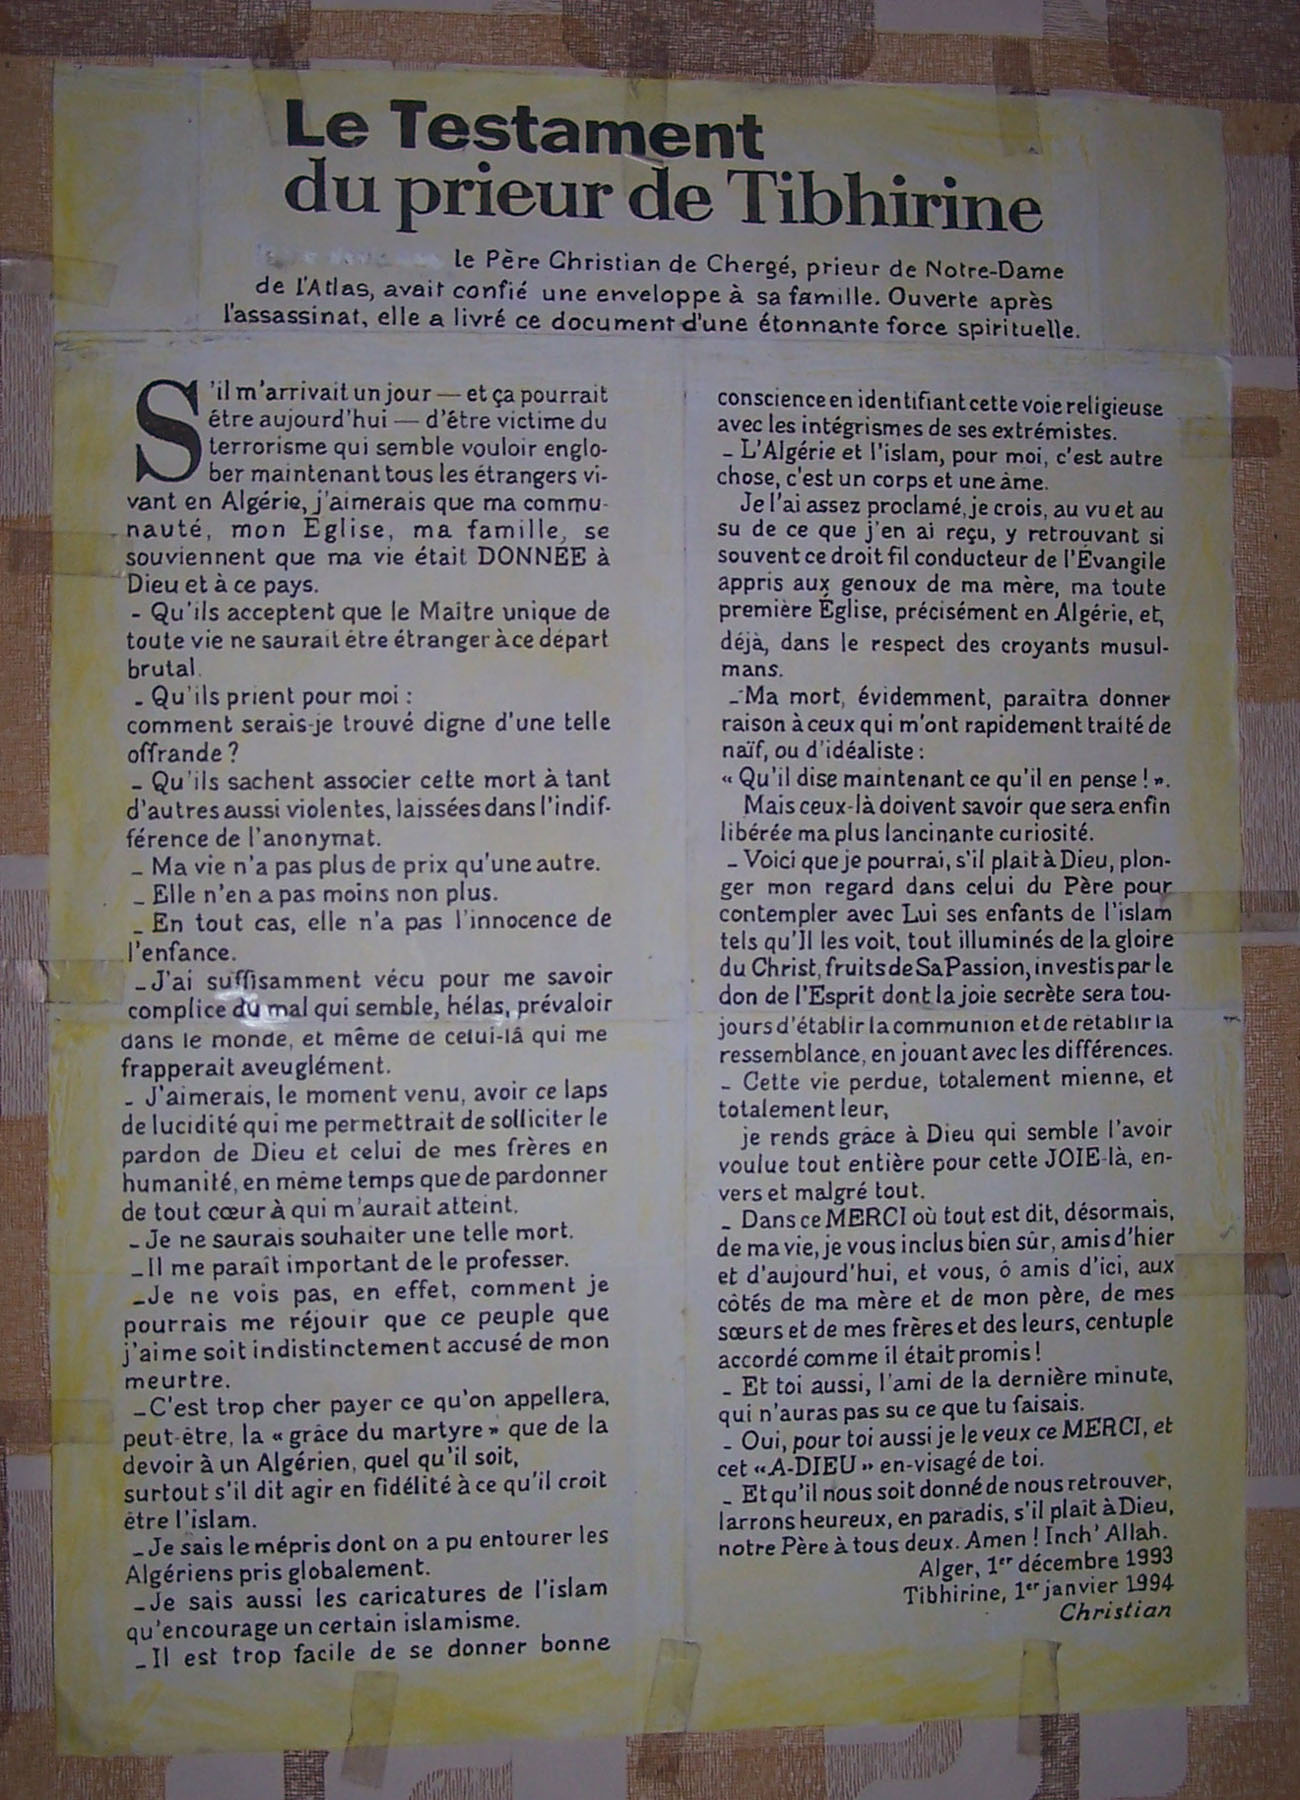 Le Testament
du prieur de Tibhirine
le Père Christian de Chergé, prieur de Notre-Dame
de l'Atlas, avait confié une enveloppe à sa famille. Ouverte après
l'assassinat, elle a livré ce document d'une étonnante force spirituelle.
S'il m'arrivait un jour — et ça pourrait
être aujourd'hui — d'être victime du
terrorisme qui semble vouloir englo-
ber maintenant tous les étrangers vi-
vant en Algérie, j'aimerais que ma commu-
nauté, mon Église, ma famille, se
souviennent que ma vie était DONNÉE à
Dieu et à ce pays.
- Qu'ils acceptent que le Maître unique de
toute vie ne saurait être étranger à ce départ
brutal.
- Qu'ils prient pour moi :
comment serais-je trouvé digne d'une telle
offrande ?
- Qu'ils sachent associer cette mort à tant
d'autres aussi violentes, laissées dans l'indif-
férence de l'anonymat.
- Ma vie n'a pas plus de prix qu'une autre.
- Elle n'en a pas moins non plus.
- En tout cas, elle n'a pas l'innocence de
l'enfance.
- J'ai suffisamment vécu pour me savoir
complice du mal qui semble, hélas, prévaloir
dans le monde, et même de celui-là qui me
frapperait aveuglément.
- J'aimerais, le moment venu, avoir ce laps
de lucidité qui me permettrait de solliciter le
pardon de Dieu et celui de mes frères en
humanité, en même temps que de pardonner
de tout cœur à qui m'aurait atteint.
- Je ne saurais souhaiter une telle mort.
- Il me paraît important de le professer.
- Je ne vois pas, en effet, comment je
pourrais me réjouir que ce peuple que
j'aime soit indistinctement accusé de mon
meurtre.
- C'est trop cher payer ce qu'on appellera,
peut-être, la « grâce du martyre » que de la
devoir à un Algérien, quel qu'il soit,
surtout s'il dit agir en fidélité à ce qu'il croit
être l'islam.
- Je sais le mépris dont on a pu entourer les
Algériens pris globalement.
- Je sais aussi les caricatures de l'islam
qu'encourage un certain islamisme.
- Il est trop facile de se donner bonne
conscience en identifiant cette voie religieuse
avec les intégrismes de ses extrémistes.
- L'Algérie et l'islam, pour moi, c'est autre
chose, c'est un corps et une âme.
Je l'ai assez proclamé, je crois, au vu et au
su de ce que j'en ai reçu, y retrouvant si
souvent ce droit fil conducteur de l'Évangile
appris aux genoux de ma mère, ma toute
première Église, précisément en Algérie, et,
déjà, dans le respect des croyants musul-
mans.
- Ma mort, évidemment, paraîtra donner
raison à ceux qui m'ont rapidement traité de
naïf, ou d'idéaliste :
« Qu'il dise maintenant ce qu'il en pense ! ».
Mais ceux-là doivent savoir que sera enfin
libérée ma plus lancinante curiosité.
- Voici que je pourrai, s'il plaît à Dieu, plon-
ger mon regard dans celui du Père pour
contempler avec Lui ses enfants de l'islam
tels qu'Il les voit, tout illuminés de la gloire
du Christ, fruits de Sa Passion, investis par le
don de l'Esprit dont la joie secrète sera tou-
jours d'établir la communion et de rétablir la
ressemblance, en jouant avec les différences.
- Cette vie perdue, totalement mienne, et
totalement leur,
je rends grâce à Dieu qui semble l'avoir
voulue tout entière pour cette JOIE-là, en-
vers et malgré tout.
- Dans ce MERCI où tout est dit, désormais,
de ma vie, je vous inclus bien sûr, amis d'hier
et d'aujourd'hui, et vous, ô amis d'ici, aux
côtés de ma mère et de mon père, de mes
sœurs et de mes frères et des leurs, centuple
accordé comme il était promis !
- Et toi aussi, l'ami de la dernière minute,
qui n'auras pas su ce que tu faisais.
- Oui, pour toi aussi je le veux ce MERCI, et
cet « A-DIEU » en-visagé de toi.
- Et qu'il nous soit donné de nous retrouver,
larrons heureux, en paradis, s'il plaît à Dieu,
notre Père à tous deux. Amen ! Inch' Allah.
Alger, 1er décembre 1993
Tibhirine, 1er janvier 1994
Christian